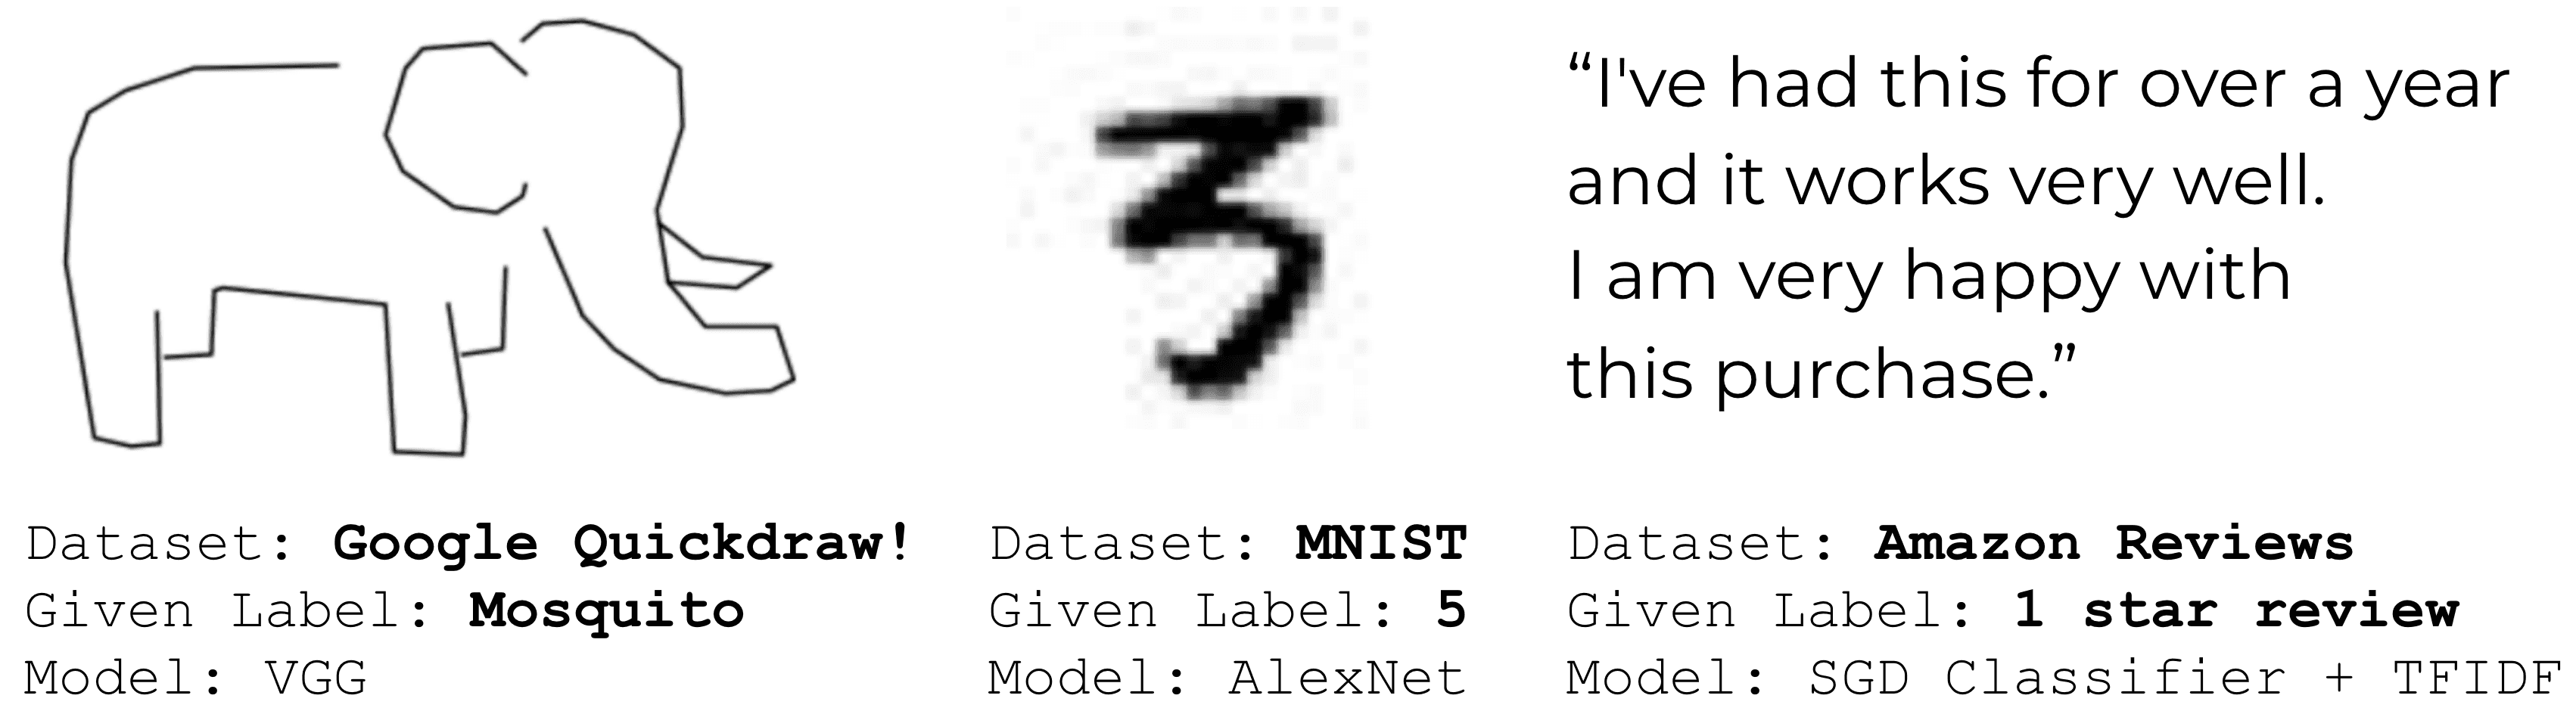 3
“I've had this for over a year
and it works very well.
I am very happy with
this purchase.”
Dataset: Google Quickdraw!
Given Label: Mosquito
Model: VGG
Dataset: MNIST
Given Label: 5
Model: AlexNet
Dataset: Amazon Reviews
Given Label: 1 star review
Model: SGD Classifier + TFIDF